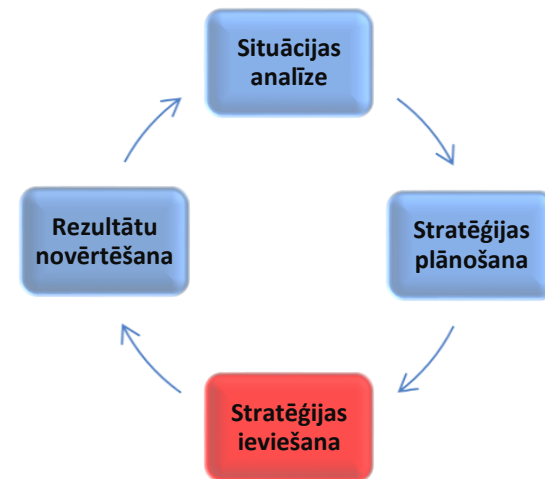 Situācijas
analīze
Stratēģijas
plānošana
Stratēģijas
ieviešana
Rezultātu
novērtēšana